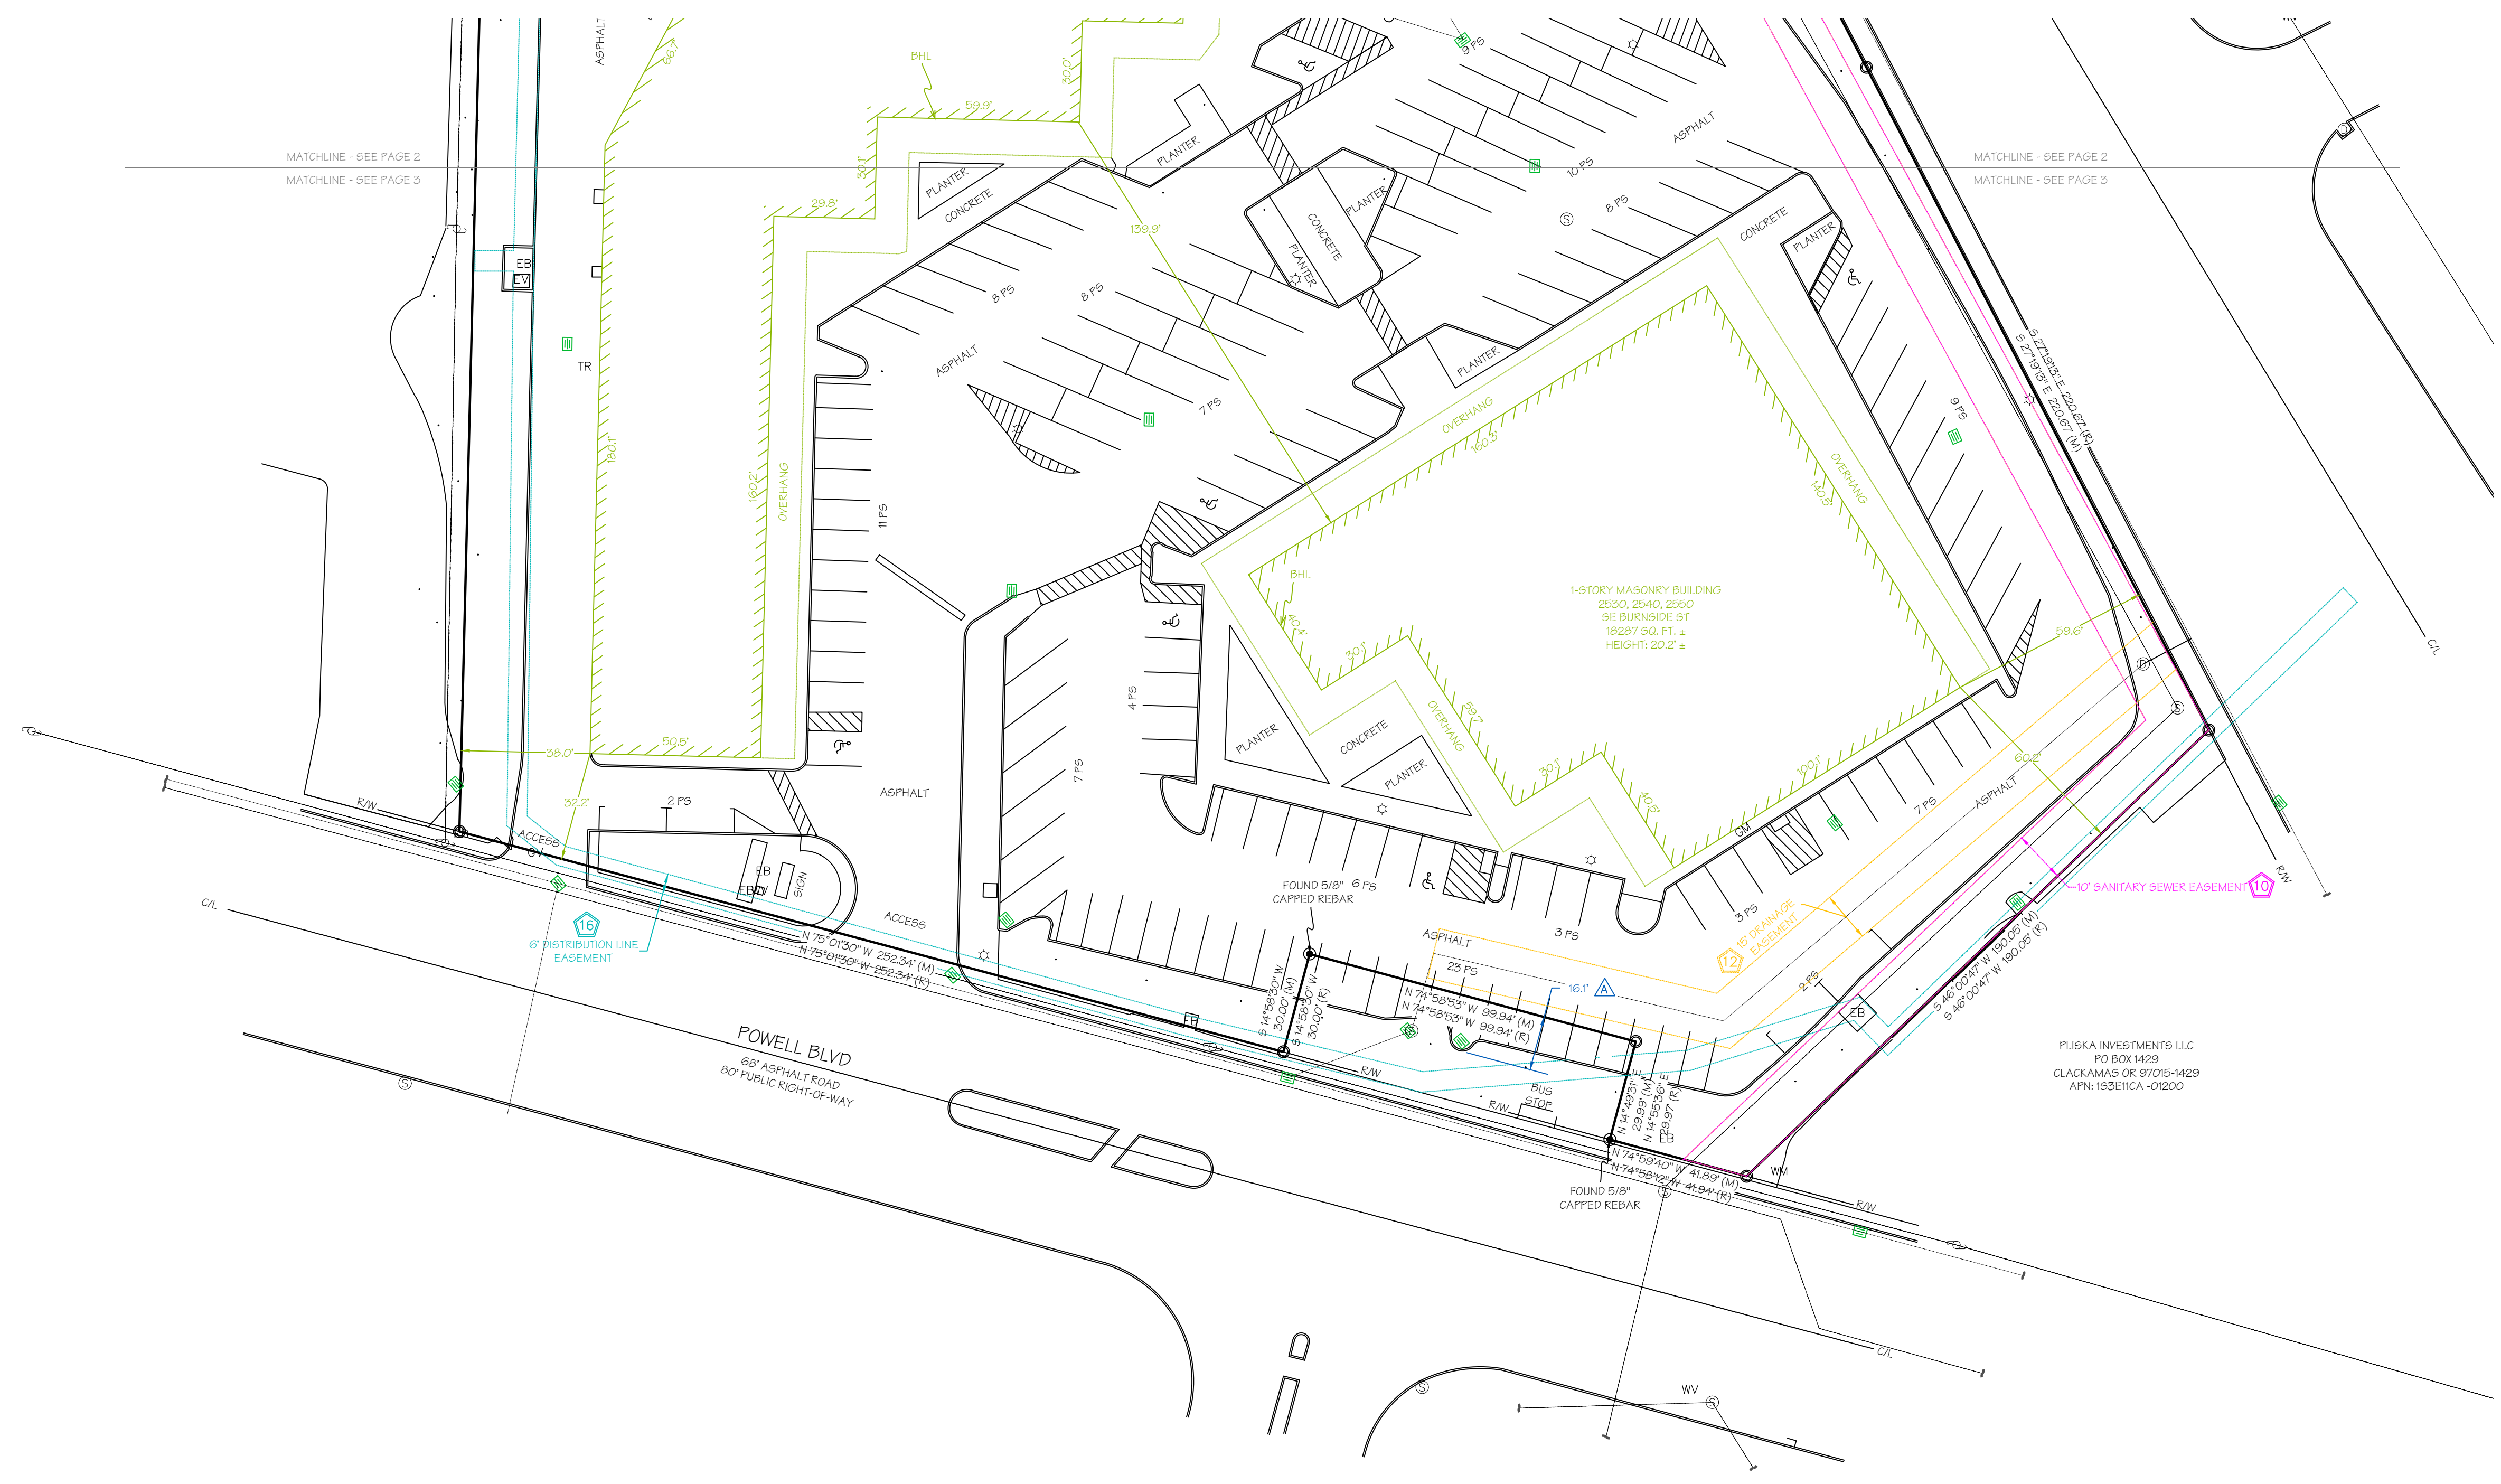 ASPHALT
66.7'
BHL
59.9'
30.0'
9 PS
MATCHLINE - SEE PAGE 2
MATCHLINE - SEE PAGE 3
MATCHLINE - SEE PAGE 2
MATCHLINE - SEE PAGE 3
30.1'
29.8'
PLANTER
CONCRETE
PLANTER
ASPHALT
10 PS
8 PS
PLANTER
CONCRETE
PLANTER
139.9'
S
D
CONCRETE
PLANTER
EB
EV
TR
8 PS
8 PS
ASPHALT
7 PS
PLANTER
OVERHANG
160.3'
9 PS
S 27°19'13" E 220.67' (R)
S 27°19'13" E 220.67' (M)
180.1'
160.2'
OVERHANG
11 PS
OVERHANG
140.5'
BHL
40.4'
30.1'
1-STORY MASONRY BUILDING
2530, 2540, 2550
SE BURNSIDE ST
18287 SQ. FT. ±
HEIGHT: 20.2' ±
59.6'
C/L
D
S
4 PS
59.7'
OVERHANG
PLANTER
CONCRETE
PLANTER
30.1'
40.5'
100.1'
60.2'
38.0'
50.5'
32.2'
2 PS
ASPHALT
7 PS
ASPHALT
7 PS
GM
R/W
ACCESS
GV
EB
SIGN
R/W
C/L
16
6' DISTRIBUTION LINE
EASEMENT
ACCESS
N 75°01'30" W 252.34' (M)
N 75°01'30" W 252.34' (R)
FOUND 5/8"
CAPPED REBAR
6 PS
3 PS
3 PS
10' SANITARY SEWER EASEMENT
10
12
15' DRAINAGE
EASEMENT
ASPHALT
23 PS
16.1'
A
2 PS
EB
S 46°00'47" W 190.05' (M)
S 46°00'47" W 190.05' (R)
S 14°58'30" W
30.00' (M)
S 14°58'30" W
30.00' (R)
N 74°58'53" W 99.94' (M)
N 74°58'53" W 99.94' (R)
EB
POWELL BLVD
68' ASPHALT ROAD
80' PUBLIC RIGHT-OF-WAY
S
R/W
BUS
STOP
R/W
N 14°49'31" E
29.99' (M)
N 14°55'36" E
29.97' (R)
EB
PLISKA INVESTMENTS LLC
PO BOX 1429
CLACKAMAS OR 97015-1429
APN: 1S3E11CA -01200
N 74°59'40" W 41.89' (M)
N 74°58'12" W 41.94' (R)
WM
FOUND 5/8"
CAPPED REBAR
S
R/W
C/L
S
WV
S